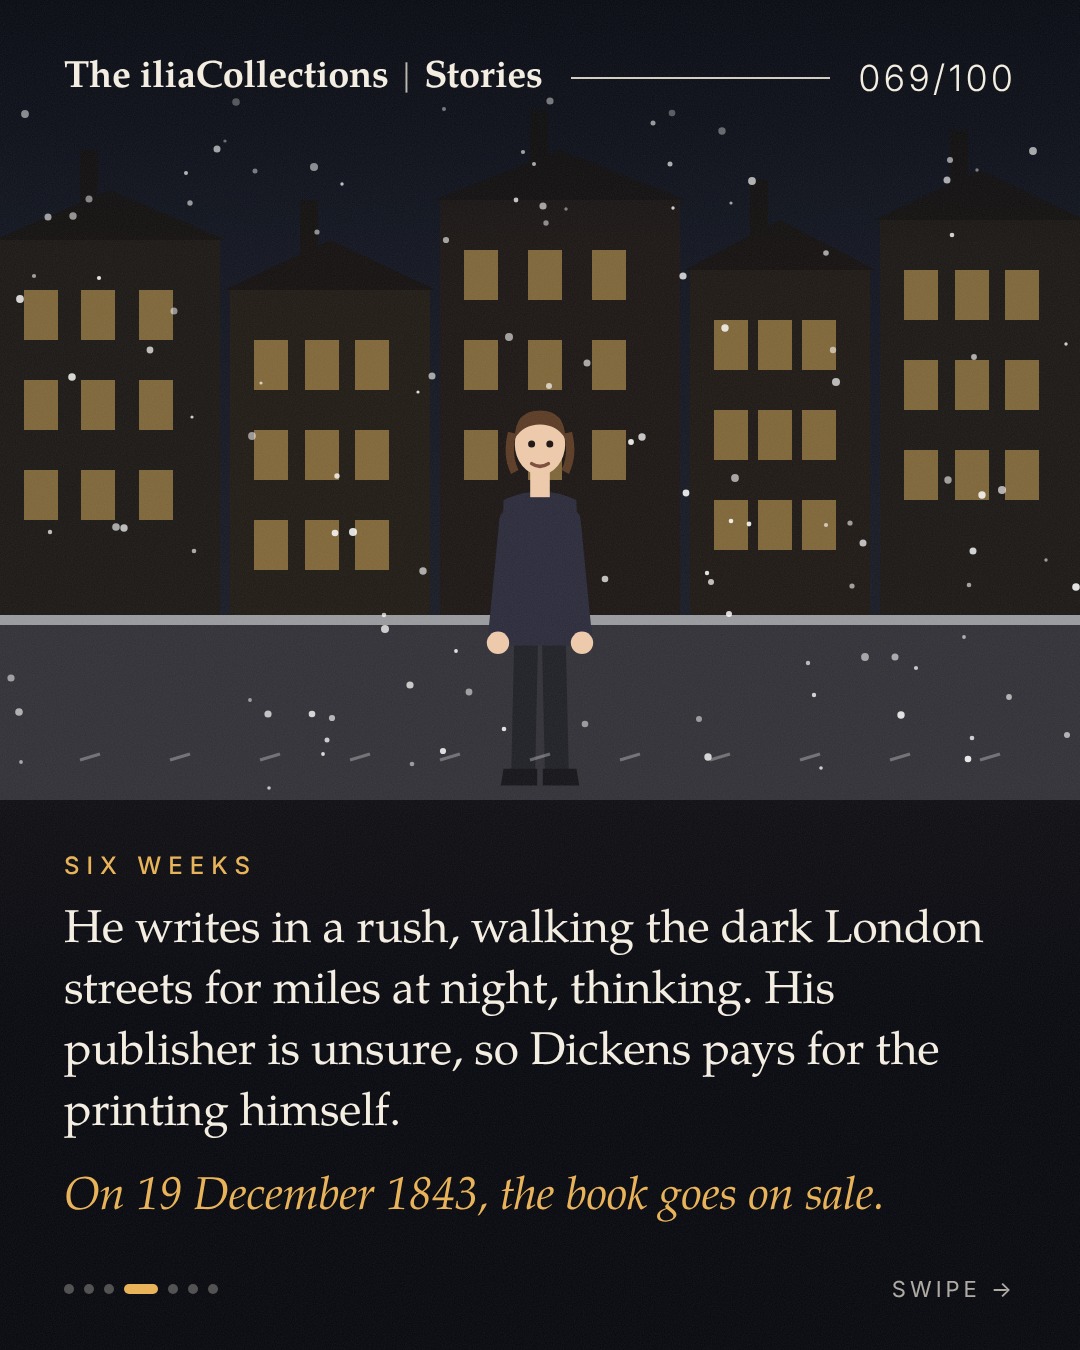 The iliaCollections | Stories 069/100
SIX WEEKS
He writes in a rush, walking the dark London
streets for miles at night, thinking. His
publisher is unsure, so Dickens pays for the
printing himself.
On 19 December 1843, the book goes on sale.
SWIPE →